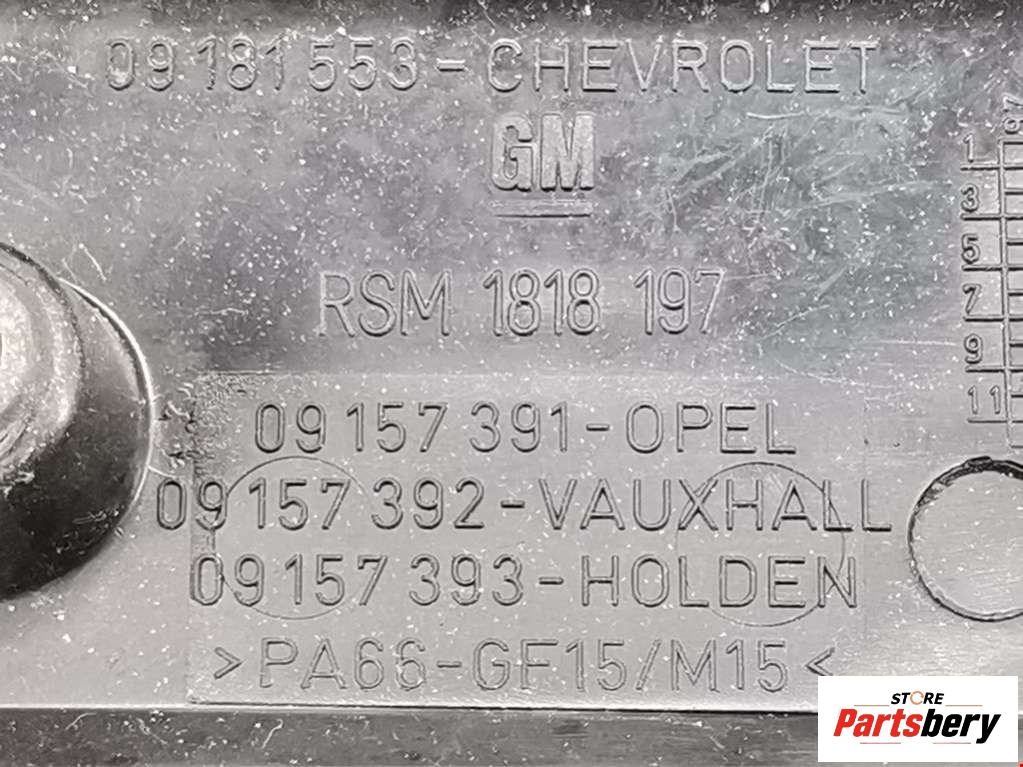 09 181 553 - CHEVROLET
GM
RSM 1818 197
09 157 391 - OPEL
09 157 392 - VAUXHALL
09 157 393 - HOLDEN
>PA66-GF15/M15<
97
1
3
5
7
9
11
STORE
Partsbery